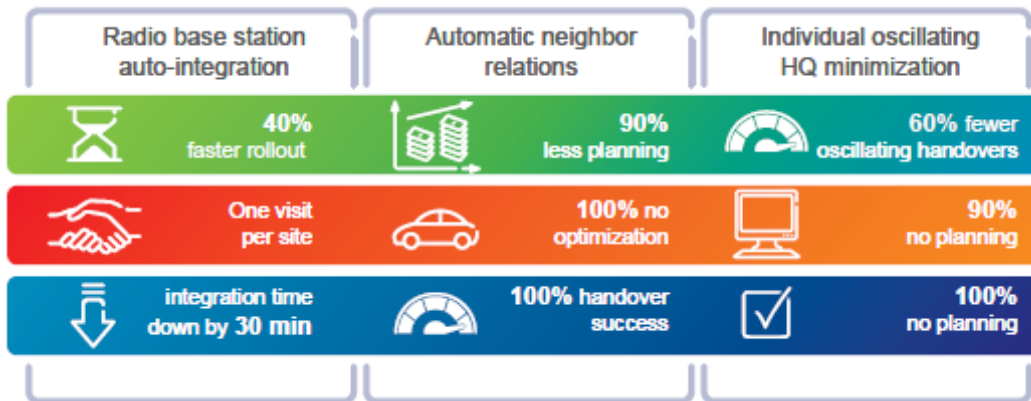 Radio base station
auto-integration
Automatic neighbor
relations
Individual oscillating
HQ minimization
40%
faster rollout
90%
less planning
60% fewer
oscillating handovers
One visit
per site
100% no
optimization
90%
no planning
integration time
down by 30 min
100% handover
success
100%
no planning